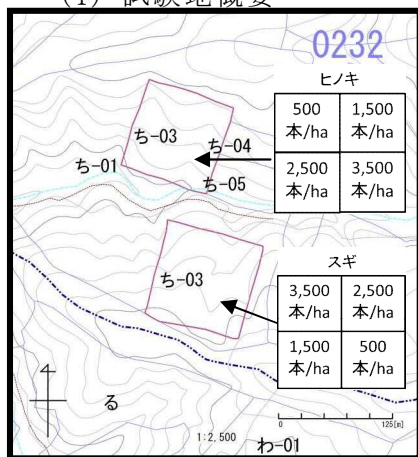 (1) 試験地概要
0232
ヒノキ
500
本/ha
1,500
本/ha
2,500
本/ha
3,500
本/ha
ち-03
ち-04
ち-01
ち-05
スギ
3,500
本/ha
2,500
本/ha
1,500
本/ha
500
本/ha
ち-03
4
る
0
125[m]
1:2,500
わ-01